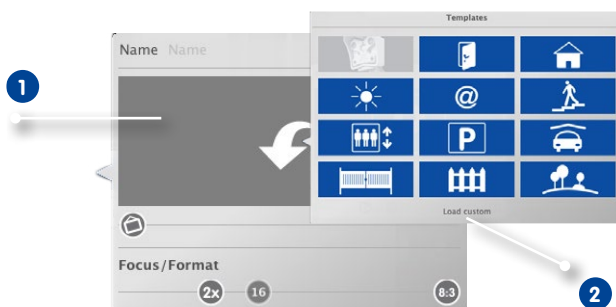 Templates
Name Name
1
@
P
Load custom
Focus/Format
2x 16 8:3
2